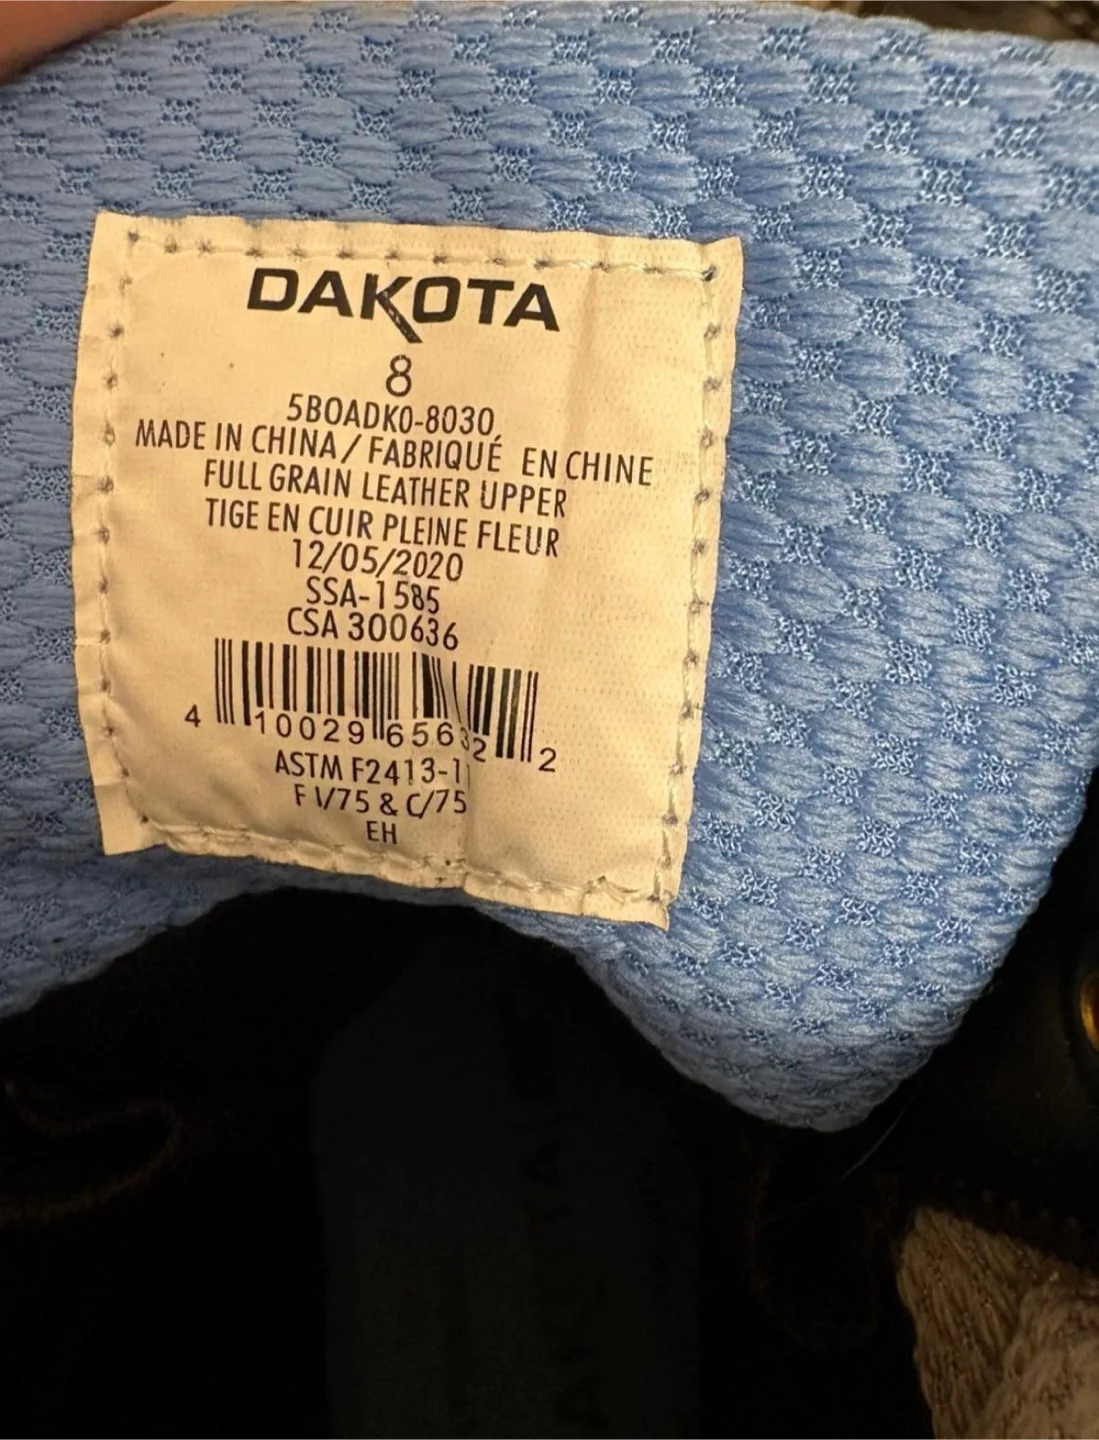 DAKOTA
8
5BOADK0-8030
MADE IN CHINA / FABRIQUÉ EN CHINE
FULL GRAIN LEATHER UPPER
TIGE EN CUIR PLEINE FLEUR
12/05/2020
SSA-1585
CSA 300636
4 10029 65632 2
ASTM F2413-11
F I/75 & C/75
EH